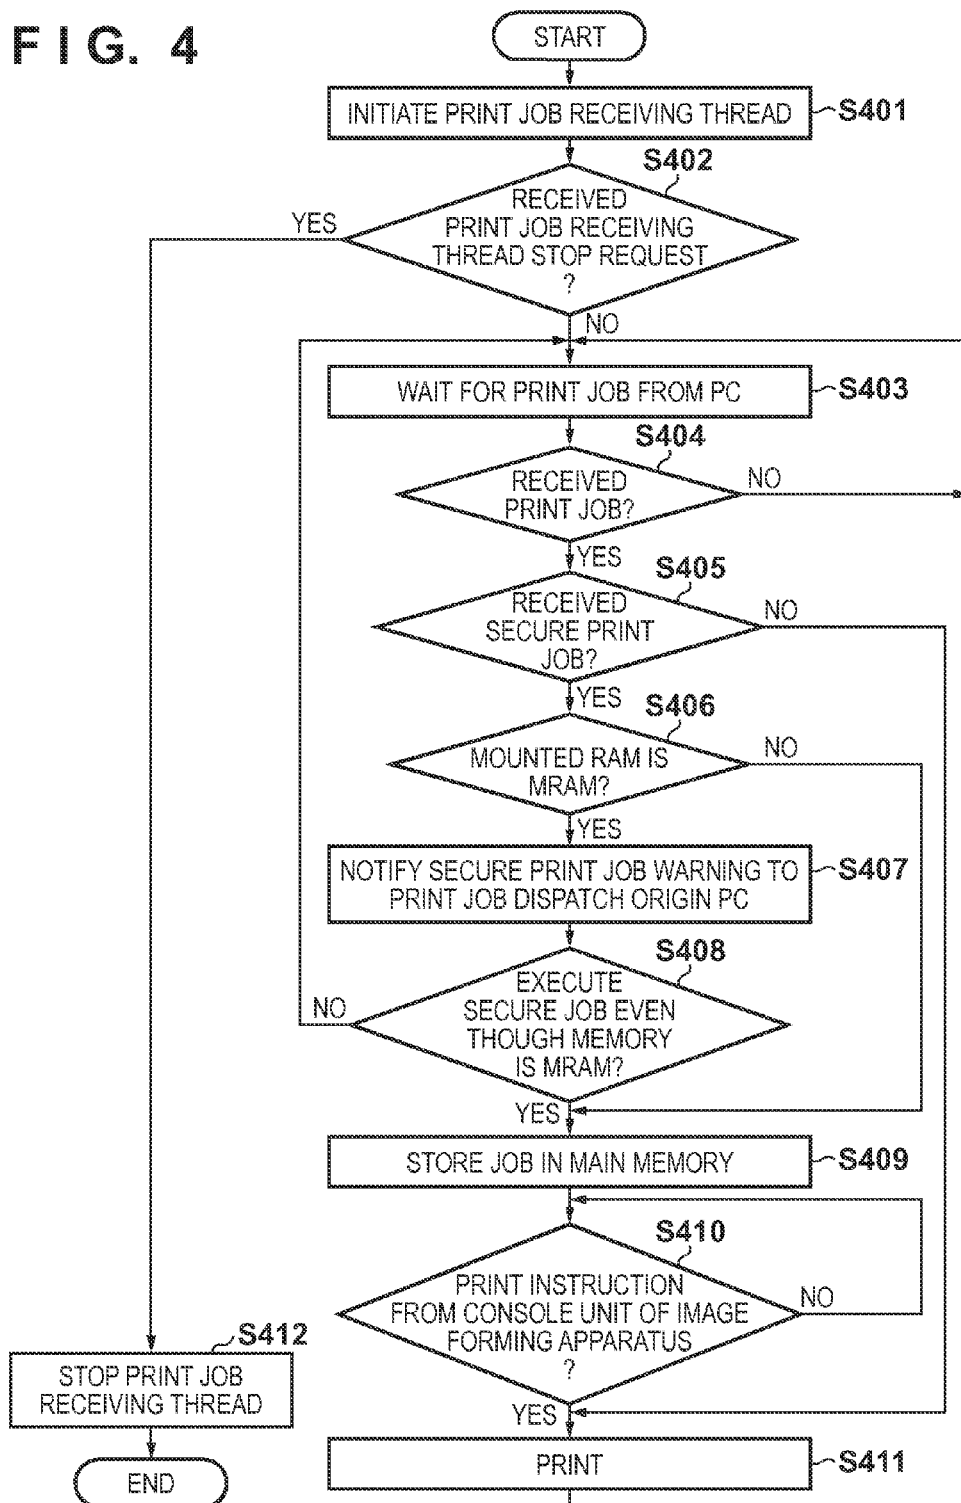 FIG. 4
START
INITIATE PRINT JOB RECEIVING THREAD
S401
S402
RECEIVED
PRINT JOB RECEIVING
THREAD STOP REQUEST
?
YES
NO
WAIT FOR PRINT JOB FROM PC
S403
S404
RECEIVED
PRINT JOB?
NO
YES
S405
RECEIVED
SECURE PRINT
JOB?
NO
YES
S406
MOUNTED RAM IS
MRAM?
NO
YES
NOTIFY SECURE PRINT JOB WARNING TO
PRINT JOB DISPATCH ORIGIN PC
S407
S408
EXECUTE
SECURE JOB EVEN
THOUGH MEMORY
IS MRAM?
NO
YES
STORE JOB IN MAIN MEMORY
S409
S410
PRINT INSTRUCTION
FROM CONSOLE UNIT OF IMAGE
FORMING APPARATUS
?
NO
YES
PRINT
S411
S412
STOP PRINT JOB
RECEIVING THREAD
END